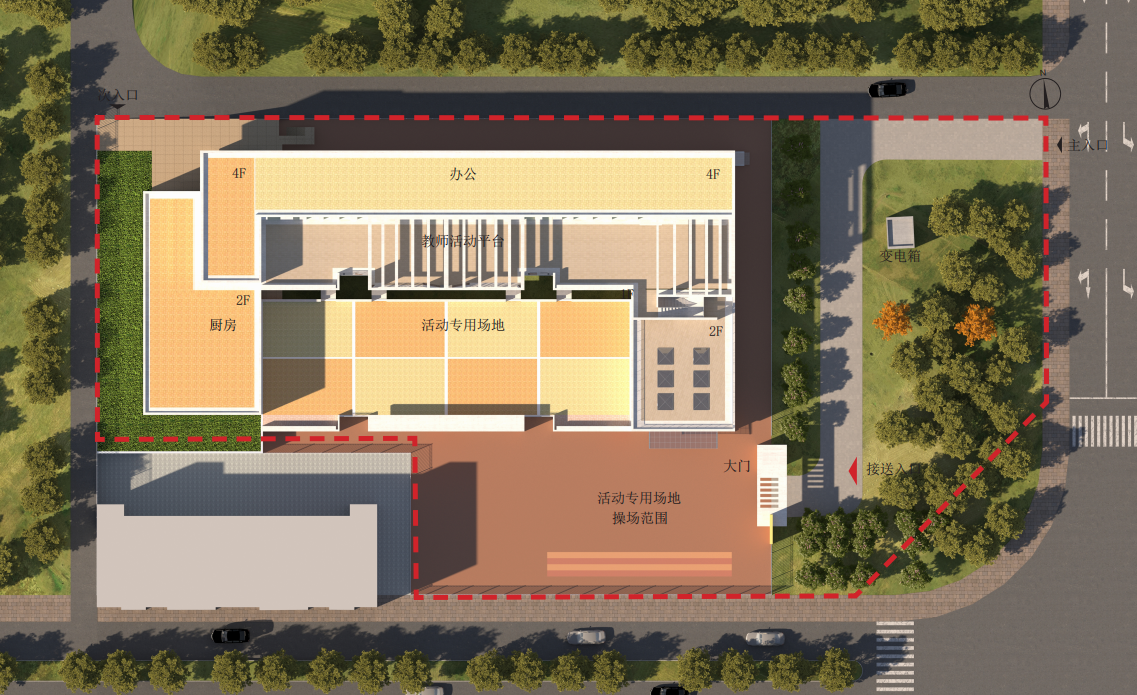 入口
N
主入口
4F
办公
4F
教师活动平台
变电箱
2F
厨房
活动专用场地
2F
大门
接送入口
活动专用场地
操场范围